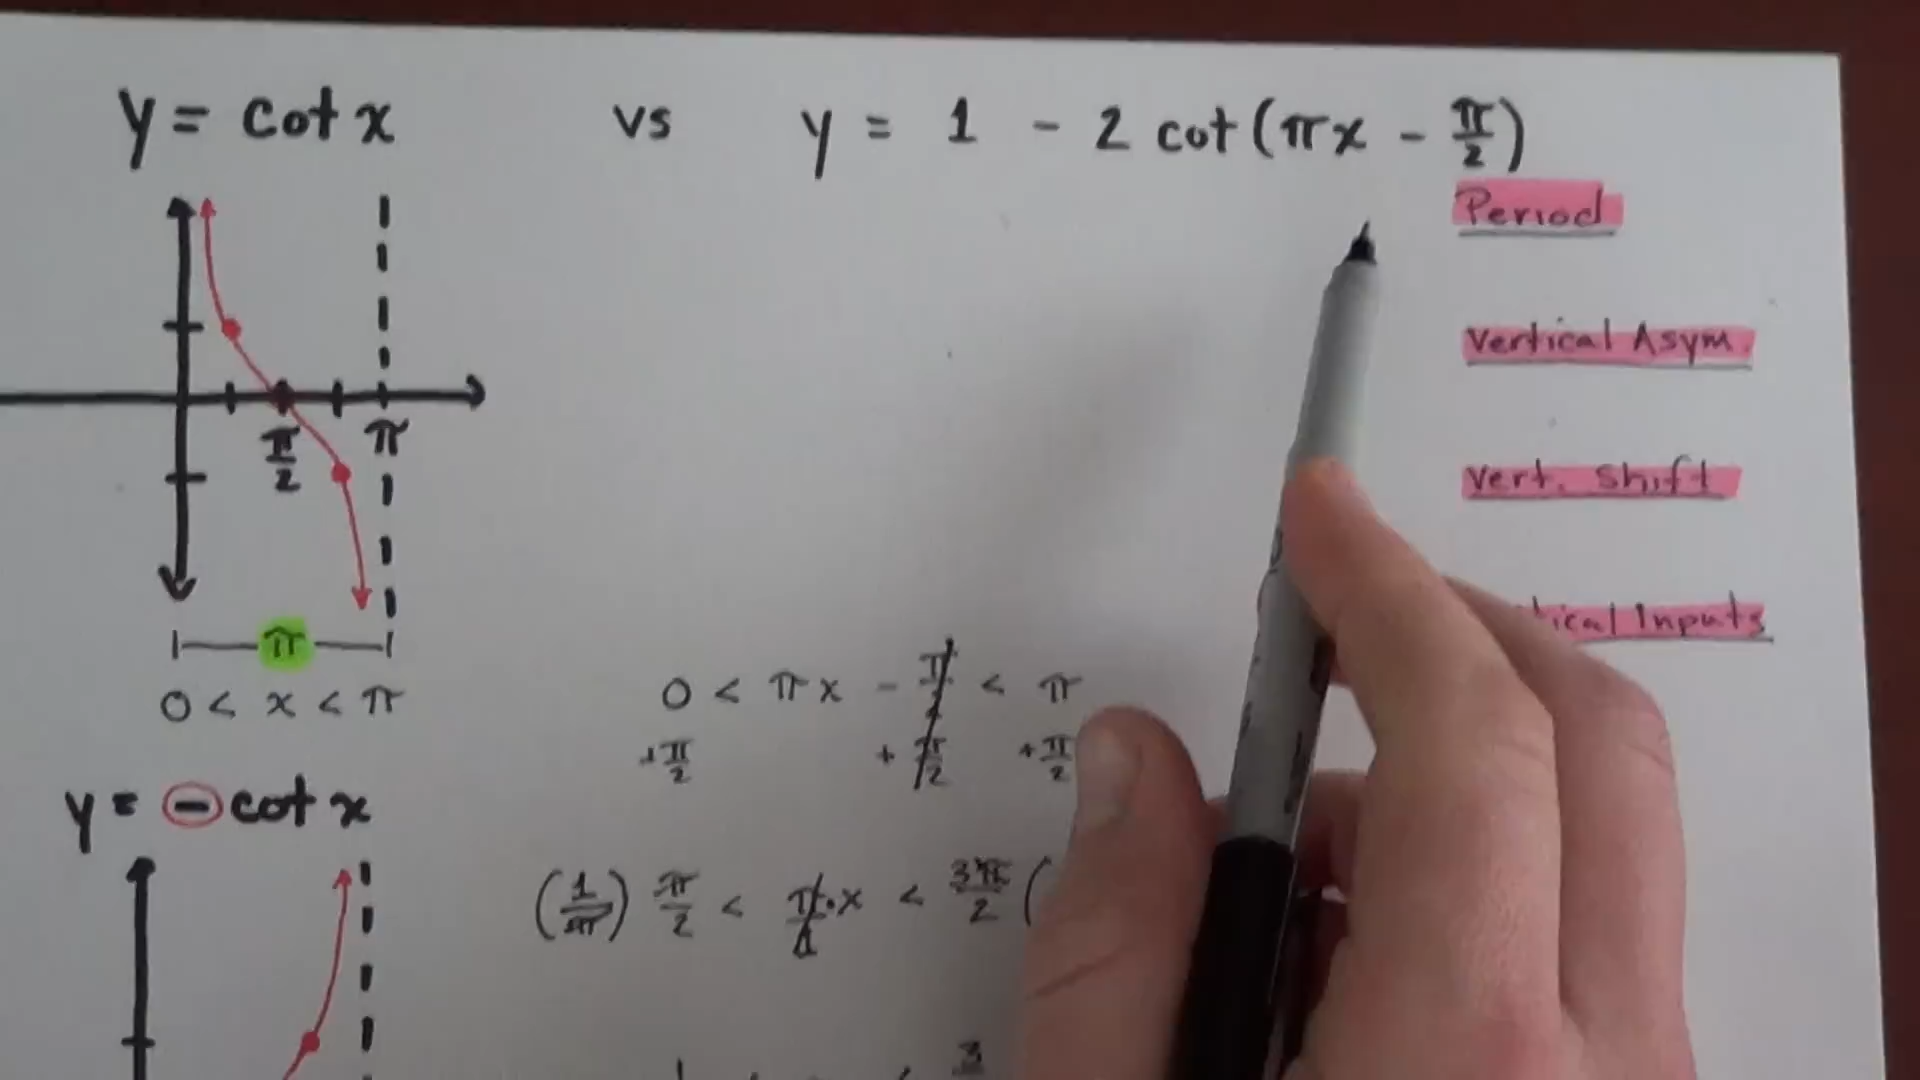 y = cot x vs y = 1 - 2 cot(πx - π/2)
Period
Vertical Asym.
Vert. Shift
π/2 π
Inputs
π
0 < x < π
0 < πx - π/2 < π
+π/2 + π/2 +π/2
y = - cot x
(1/π) π/2 < π·x < 3π/2 (
3